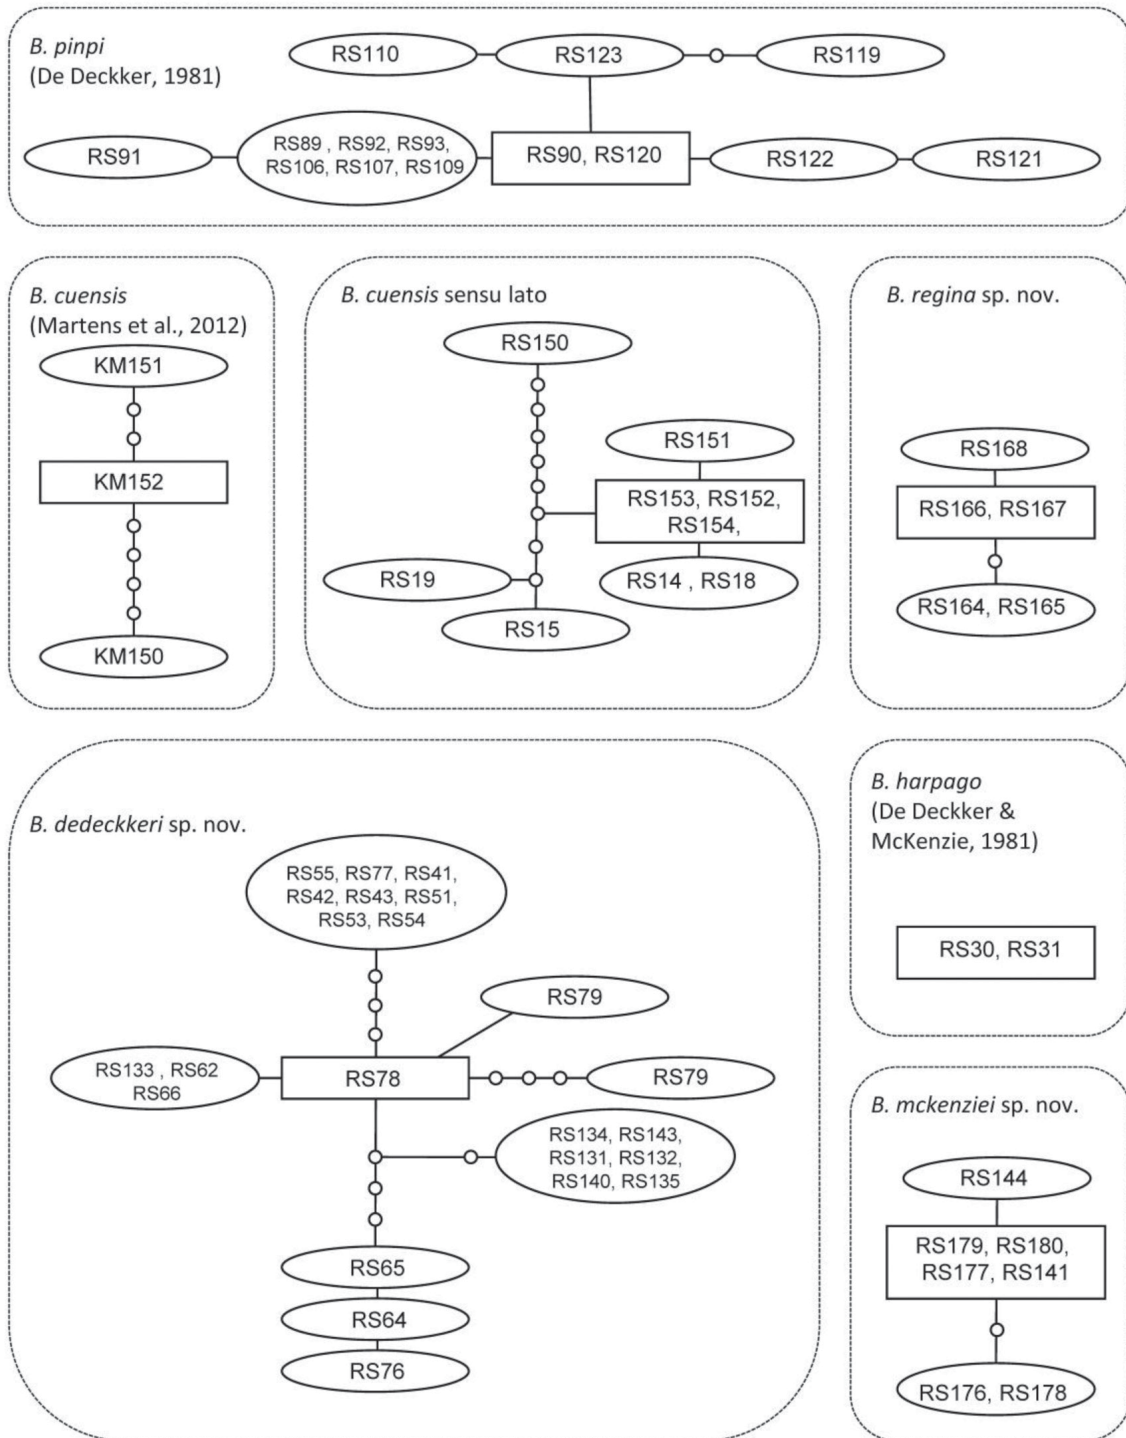 B. pinpi
(De Deckker, 1981)
RS110
RS123
RS119
RS91
RS89 , RS92, RS93,
RS106, RS107, RS109
RS90, RS120
RS122
RS121
B. cuensis
(Martens et al., 2012)
KM151
KM152
KM150
B. cuensis sensu lato
RS150
RS151
RS153, RS152,
RS154,
RS19
RS14 , RS18
RS15
B. regina sp. nov.
RS168
RS166, RS167
RS164, RS165
B. dedeckkeri sp. nov.
RS55, RS77, RS41,
RS42, RS43, RS51,
RS53, RS54
RS79
RS133 , RS62
RS66
RS78
RS79
RS134, RS143,
RS131, RS132,
RS140, RS135
RS65
RS64
RS76
B. harpago
(De Deckker &
McKenzie, 1981)
RS30, RS31
B. mckenziei sp. nov.
RS144
RS179, RS180,
RS177, RS141
RS176, RS178